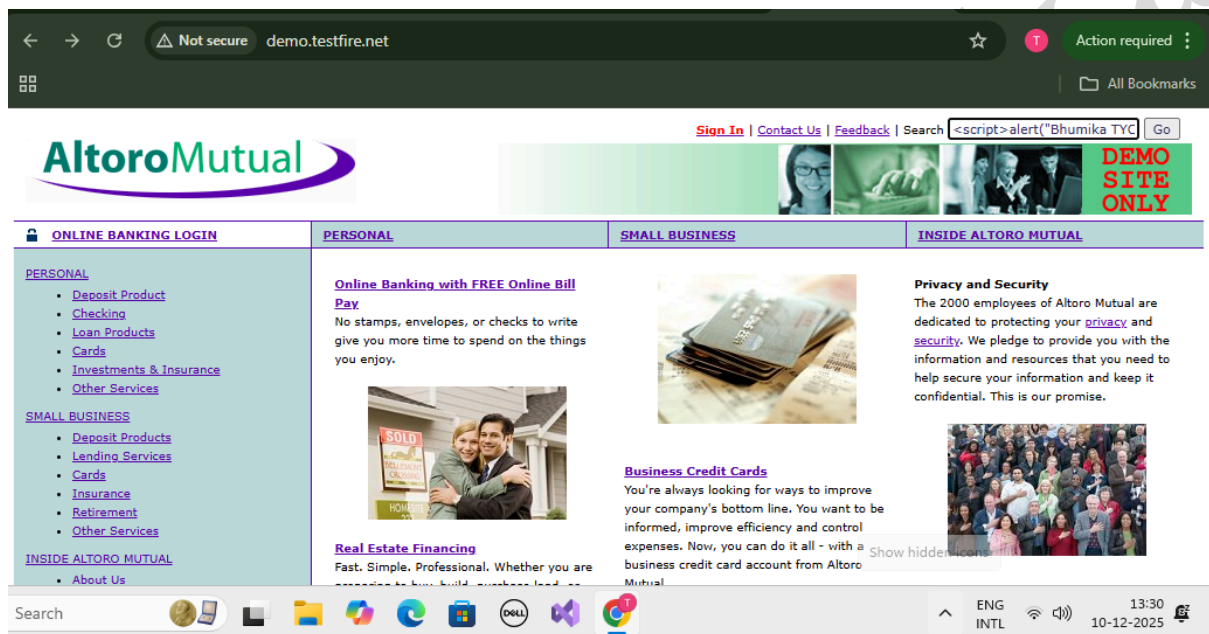 Not secure demo.testfire.net
T Action required
All Bookmarks
Sign In | Contact Us | Feedback | Search <script>alert("Bhumika TYC Go
AltoroMutual
DEMO
SITE
ONLY
ONLINE BANKING LOGIN
PERSONAL
SMALL BUSINESS
INSIDE ALTORO MUTUAL
PERSONAL
Deposit Product
Checking
Loan Products
Cards
Investments & Insurance
Other Services
SMALL BUSINESS
Deposit Products
Lending Services
Cards
Insurance
Retirement
Other Services
INSIDE ALTORO MUTUAL
About Us
Online Banking with FREE Online Bill
Pay
No stamps, envelopes, or checks to write
give you more time to spend on the things
you enjoy.
SOLD
Real Estate Financing
Fast. Simple. Professional. Whether you are
preparing to buy, build, purchase land, or
Business Credit Cards
You're always looking for ways to improve
your company's bottom line. You want to be
informed, improve efficiency and control
expenses. Now, you can do it all - with a
business credit card account from Altoro
Mutual
Privacy and Security
The 2000 employees of Altoro Mutual are
dedicated to protecting your privacy and
security. We pledge to provide you with the
information and resources that you need to
help secure your information and keep it
confidential. This is our promise.
Show hidden icons
Search
DELL
T
ENG
INTL
13:30
10-12-2025